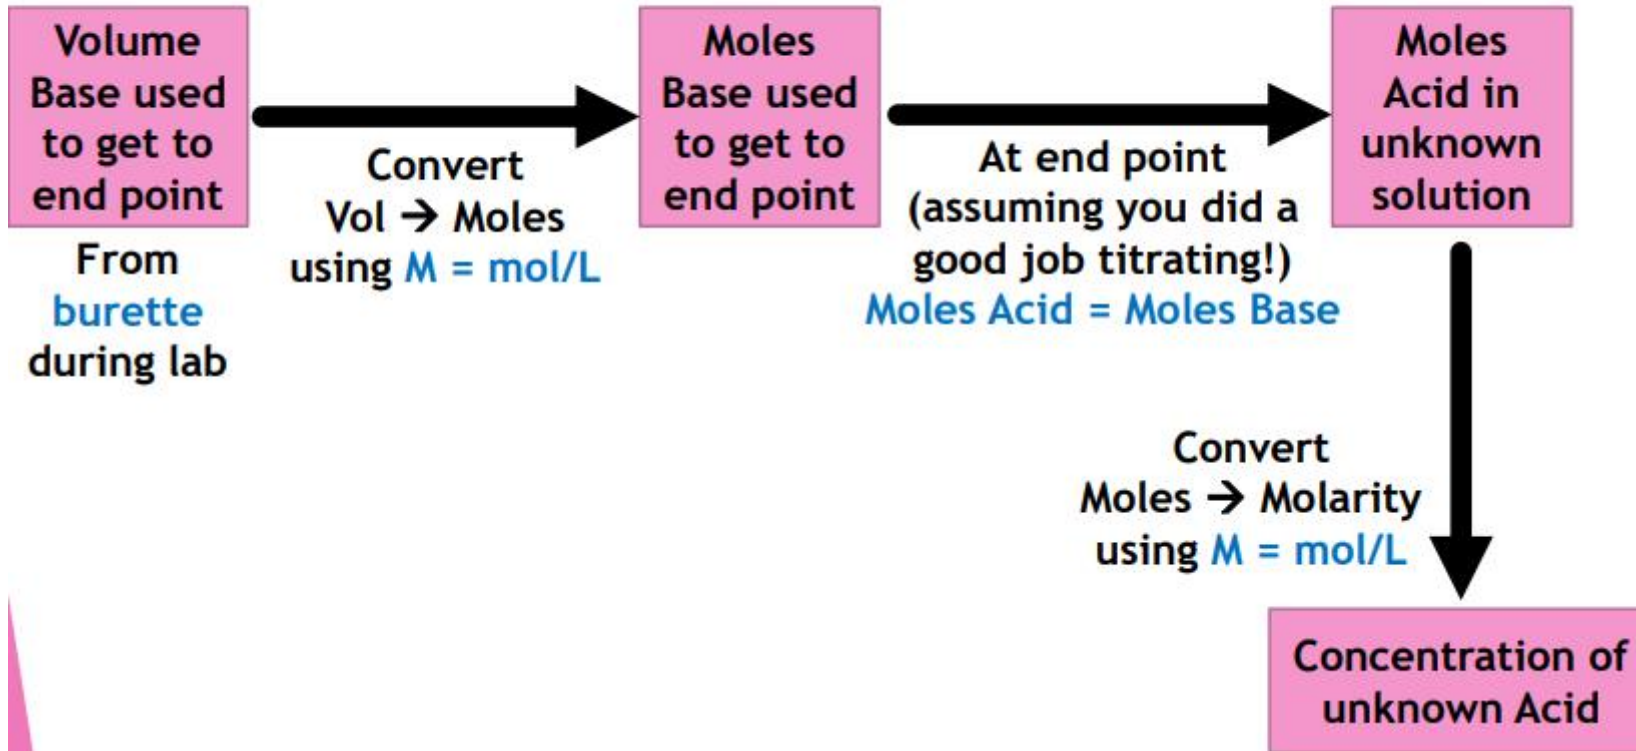 Volume
Base used
to get to
end point
From
burette
during lab
Convert
Vol → Moles
using M = mol/L
Moles
Base used
to get to
end point
At end point
(assuming you did a
good job titrating!)
Moles Acid = Moles Base
Moles
Acid in
unknown
solution
Convert
Moles → Molarity
using M = mol/L
Concentration of
unknown Acid